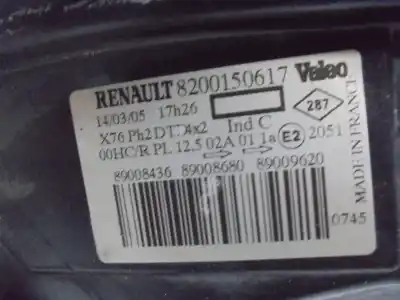 RENAULT 8200150617 Valeo
14/03/05 17h26
287
X76 Ph2 DT 4x2 Ind C
00HC/R PL 12.5 02A 01 1a E2 2051
89008436 89008680 89009620
MADE IN FRANCE
0745